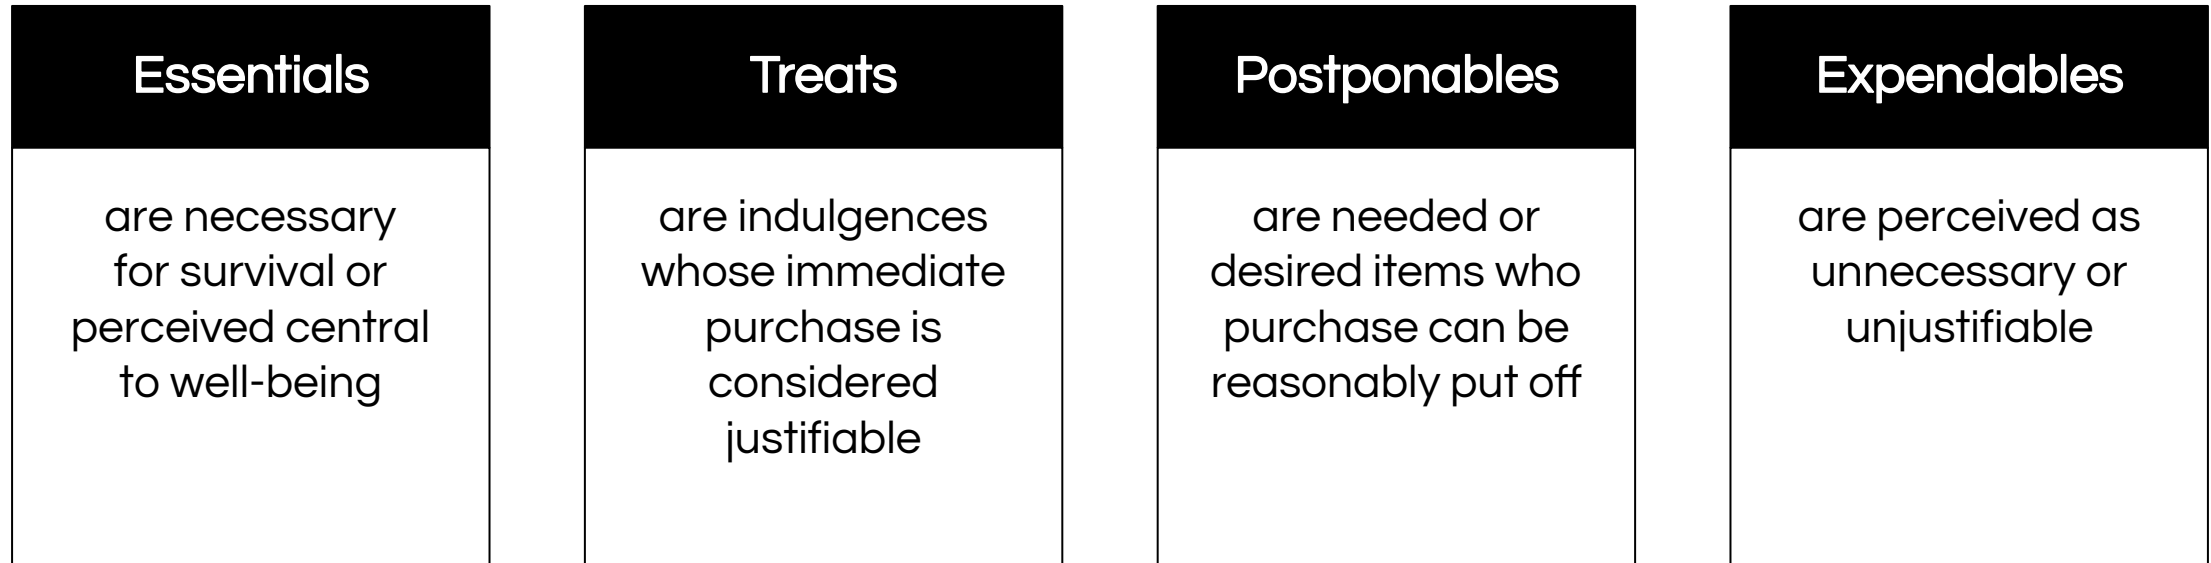 Essentials
are necessary
for survival or
perceived central
to well-being
Treats
are indulgences
whose immediate
purchase is
considered
justifiable
Postponables
are needed or
desired items who
purchase can be
reasonably put off
Expendables
are perceived as
unnecessary or
unjustifiable